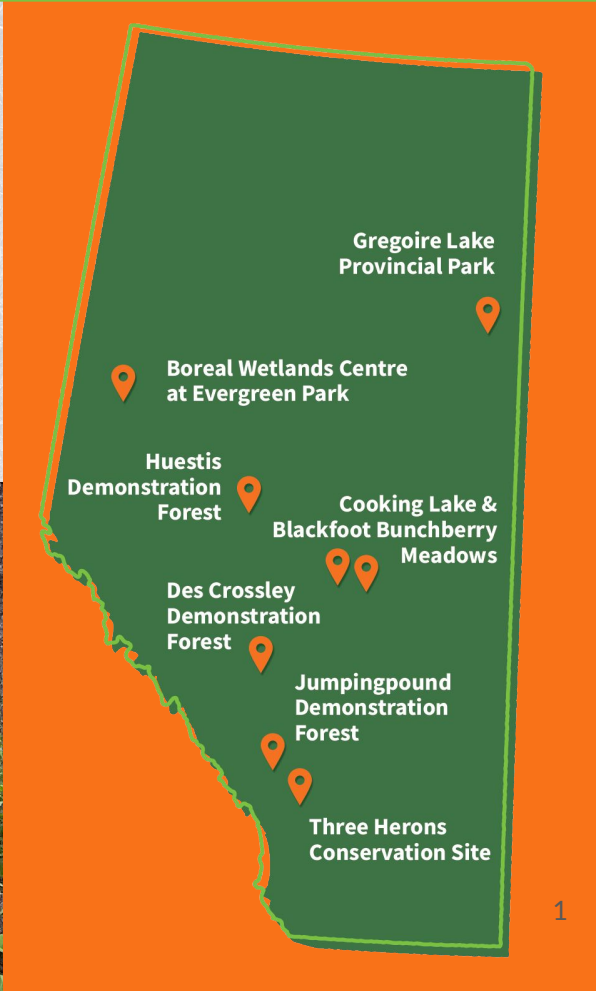 Gregoire Lake
Provincial Park
Boreal Wetlands Centre
at Evergreen Park
Huestis
Demonstration
Forest
Cooking Lake &
Blackfoot Bunchberry
Meadows
Des Crossley
Demonstration
Forest
Jumpingpound
Demonstration
Forest
Three Herons
Conservation Site
1